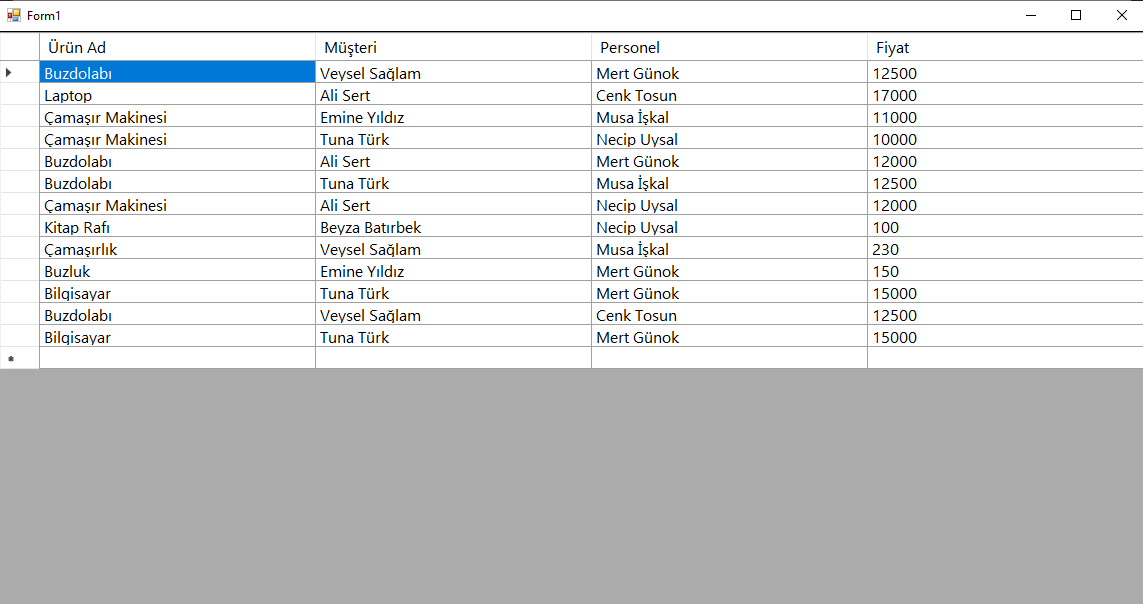 Form1
Ürün Ad Müşteri Personel Fiyat
Buzdolabı Veysel Sağlam Mert Günok 12500
Laptop Ali Sert Cenk Tosun 17000
Çamaşır Makinesi Emine Yıldız Musa İşkal 11000
Çamaşır Makinesi Tuna Türk Necip Uysal 10000
Buzdolabı Ali Sert Mert Günok 12000
Buzdolabı Tuna Türk Musa İşkal 12500
Çamaşır Makinesi Ali Sert Necip Uysal 12000
Kitap Rafı Beyza Batırbek Necip Uysal 100
Çamaşırlık Veysel Sağlam Musa İşkal 230
Buzluk Emine Yıldız Mert Günok 150
Bilgisayar Tuna Türk Mert Günok 15000
Buzdolabı Veysel Sağlam Cenk Tosun 12500
Bilgisayar Tuna Türk Mert Günok 15000